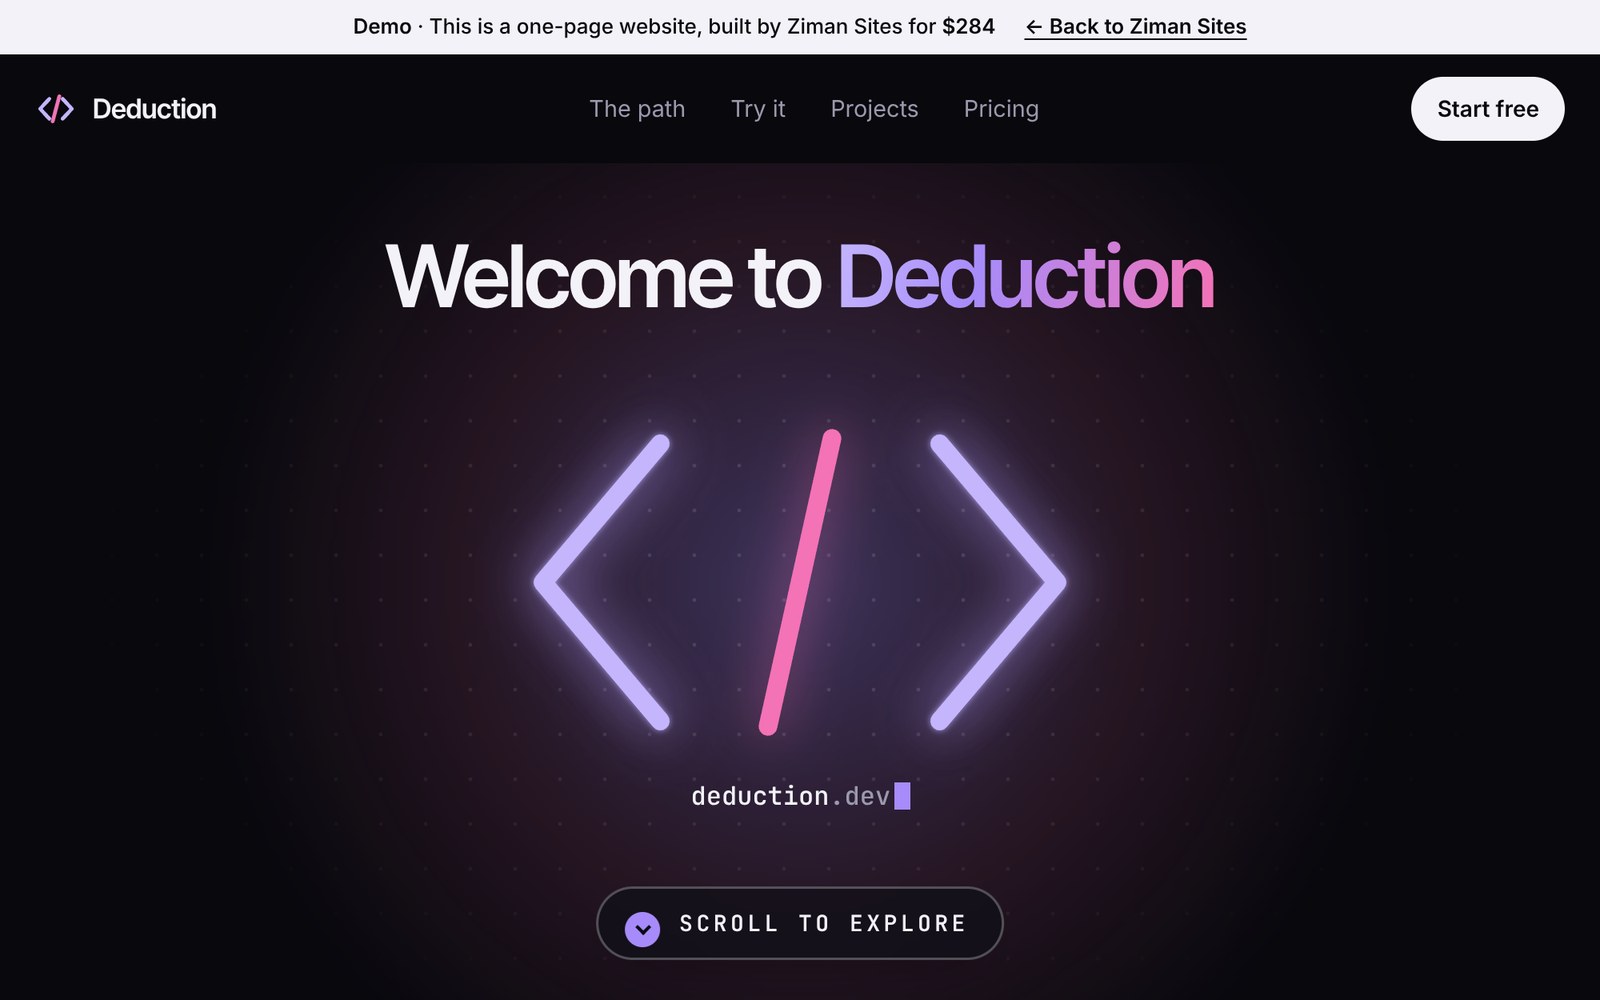 Demo · This is a one-page website, built by Ziman Sites for $284 ← Back to Ziman Sites
Deduction The path Try it Projects Pricing Start free
Welcome to Deduction
</>
deduction.dev
SCROLL TO EXPLORE